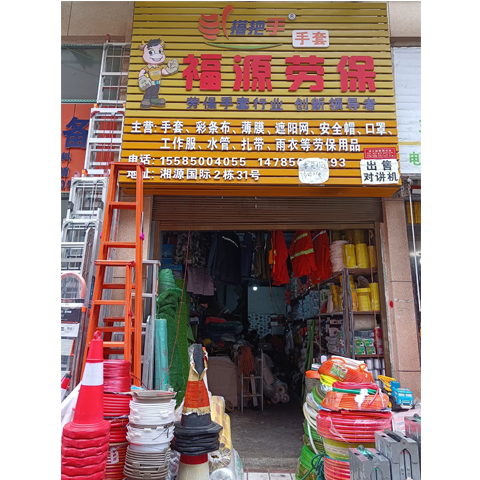 搭把手®
手套
福源劳保
劳保手套行业 创新领导者
主营:手套、彩条布、薄膜、遮阳网、安全帽、口罩、
工作服、水管、扎带、雨衣等劳保用品
电话:15585004055
地址:湘源国际2栋31号
出售
对讲机